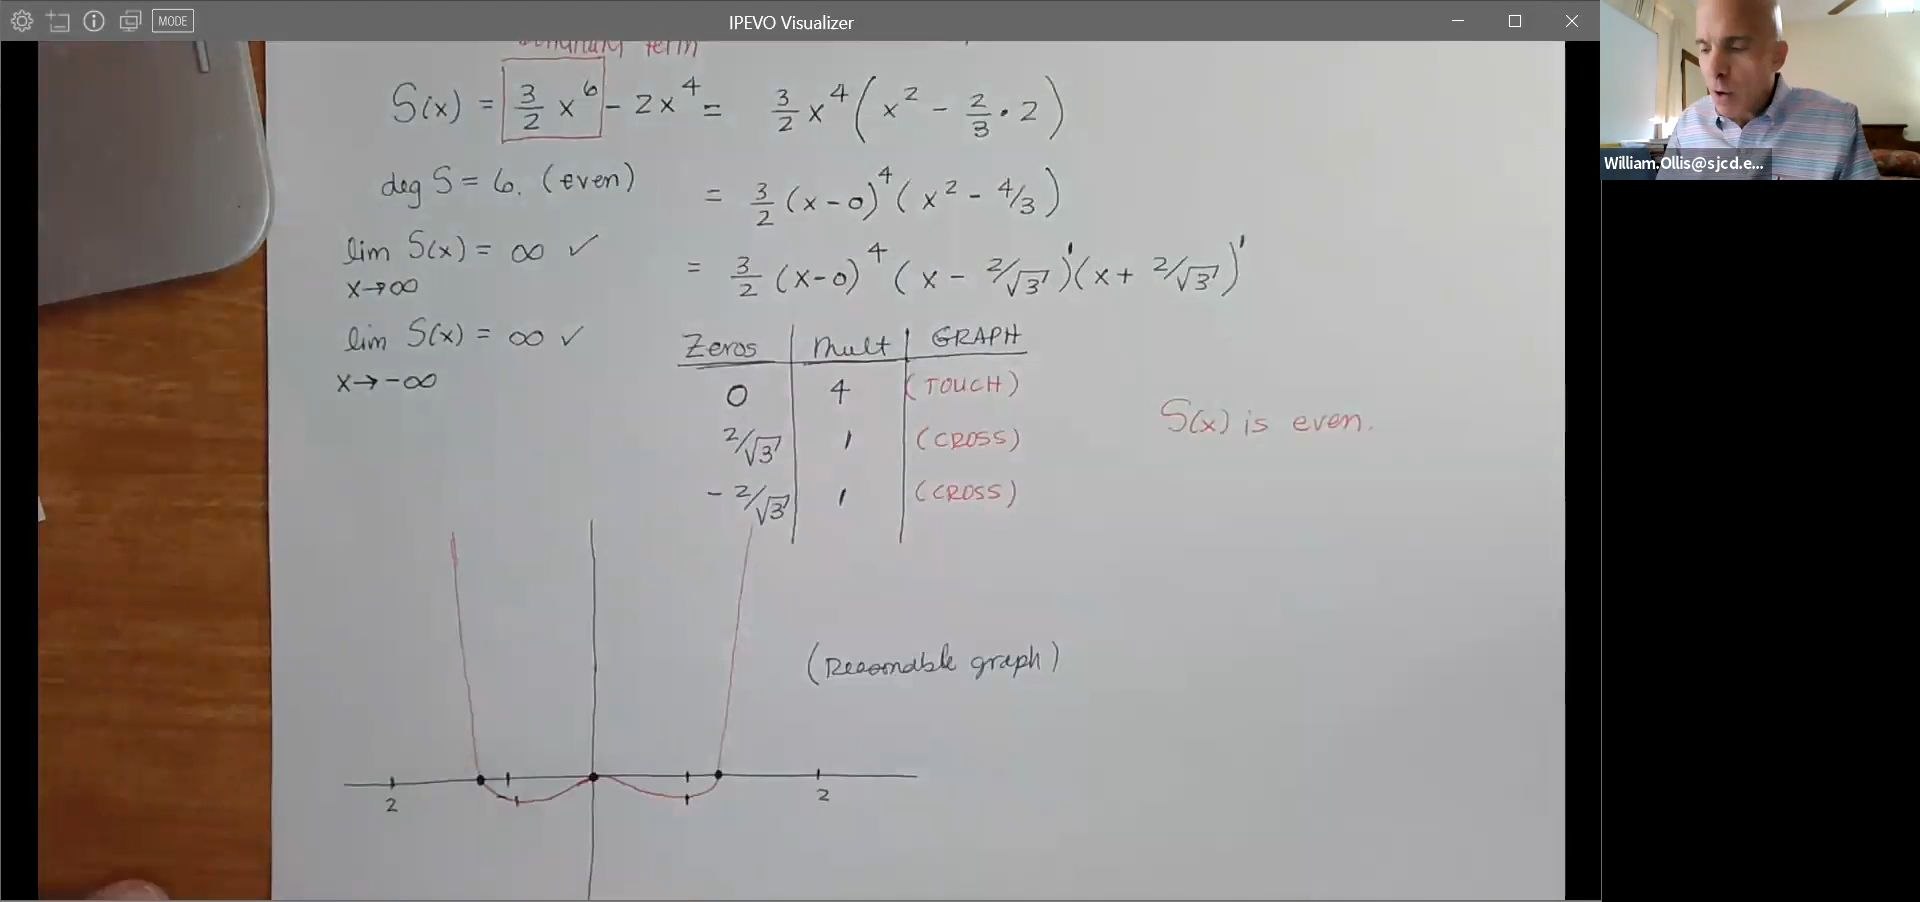 MODE
IPEVO Visualizer
term
S(x) = 3/2 x^6 - 2x^4 = 3/2 x^4 ( x^2 - 2/3 · 2 )
deg S = 6. (even)
= 3/2 (x-0)^4 ( x^2 - 4/3 )
lim S(x) = ∞ ✓
x→∞
= 3/2 (x-0)^4 ( x - 2/√3 )^1 ( x + 2/√3 )^1
lim S(x) = ∞ ✓
x→-∞
Zeros | Mult | GRAPH
0 | 4 | (TOUCH)
2/√3 | 1 | (CROSS)
- 2/√3 | 1 | (CROSS)
S(x) is even.
(Reasonable graph)
2 2
William.Ollis@sjcd.e...